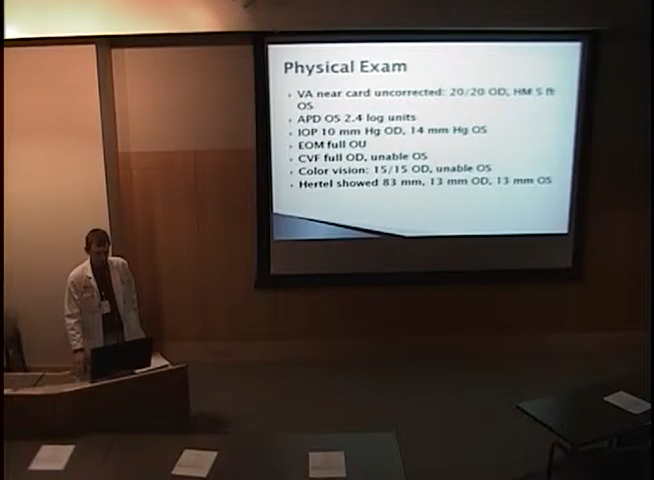 Physical Exam
VA near card uncorrected: 20/20 OD, HM 5 ft
OS
APD OS 2.4 log units
IOP 10 mm Hg OD, 14 mm Hg OS
EOM full OU
CVF full OD, unable OS
Color vision: 15/15 OD, unable OS
Hertel showed 83 mm, 13 mm OD, 13 mm OS